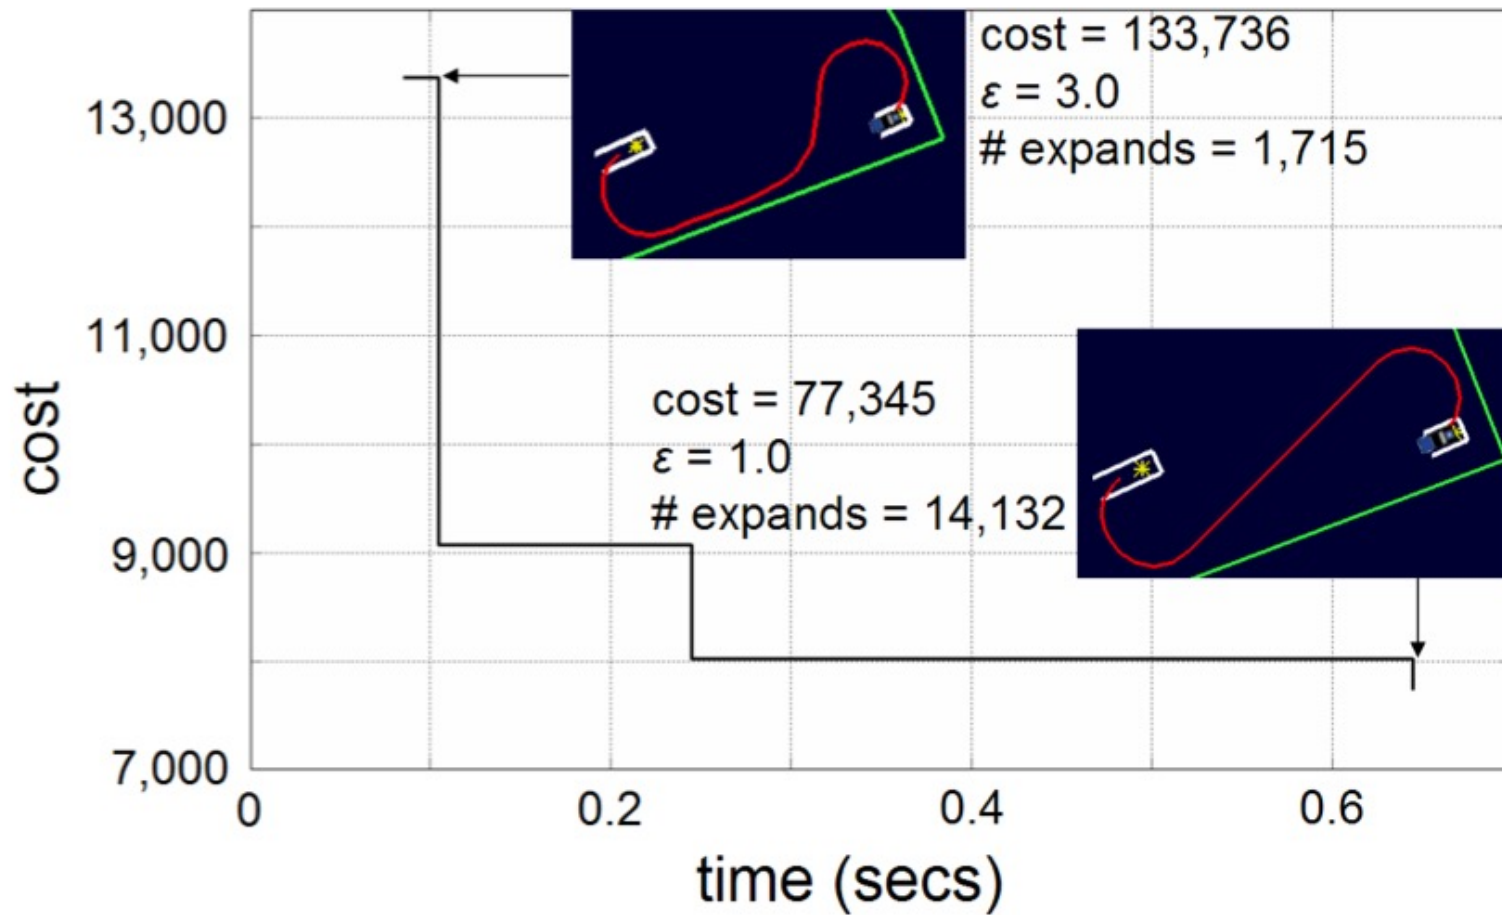 cost = 133,736
ε = 3.0
# expands = 1,715
13,000
11,000
cost = 77,345
ε = 1.0
# expands = 14,132
9,000
7,000
cost
0
0.2
0.4
0.6
time (secs)